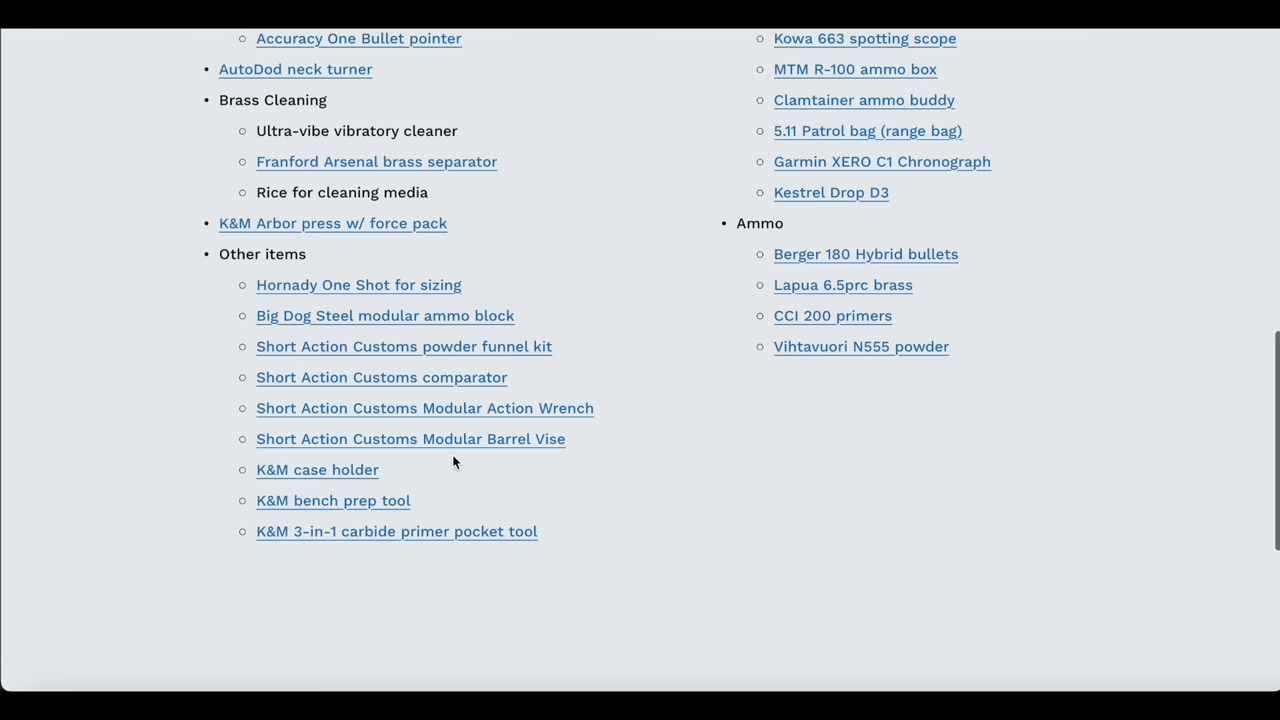 Accuracy One Bullet pointer
AutoDod neck turner
Brass Cleaning
Ultra-vibe vibratory cleaner
Franford Arsenal brass separator
Rice for cleaning media
K&M Arbor press w/ force pack
Other items
Hornady One Shot for sizing
Big Dog Steel modular ammo block
Short Action Customs powder funnel kit
Short Action Customs comparator
Short Action Customs Modular Action Wrench
Short Action Customs Modular Barrel Vise
K&M case holder
K&M bench prep tool
K&M 3-in-1 carbide primer pocket tool
Kowa 663 spotting scope
MTM R-100 ammo box
Clamtainer ammo buddy
5.11 Patrol bag (range bag)
Garmin XERO C1 Chronograph
Kestrel Drop D3
Ammo
Berger 180 Hybrid bullets
Lapua 6.5prc brass
CCI 200 primers
Vihtavuori N555 powder